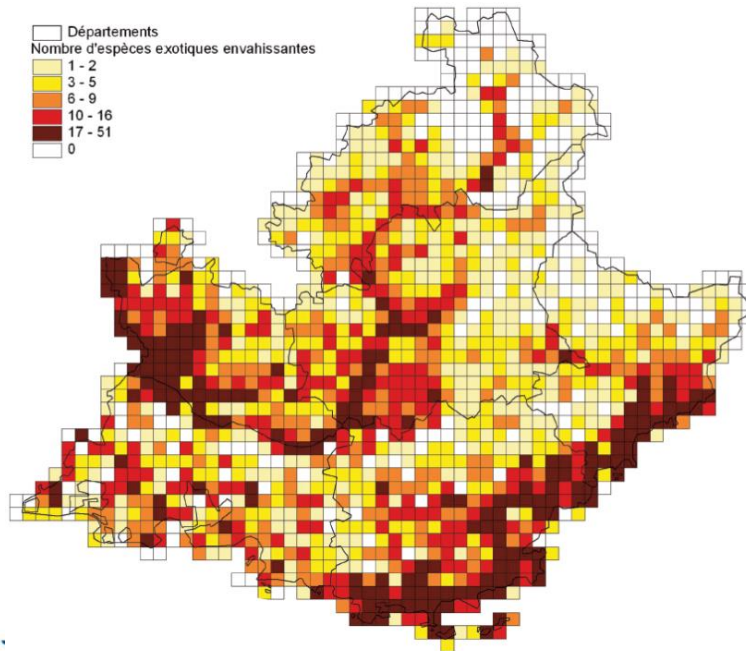 Départements
Nombre d'espèces exotiques envahissantes
1 - 2
3 - 5
6 - 9
10 - 16
17 - 51
0